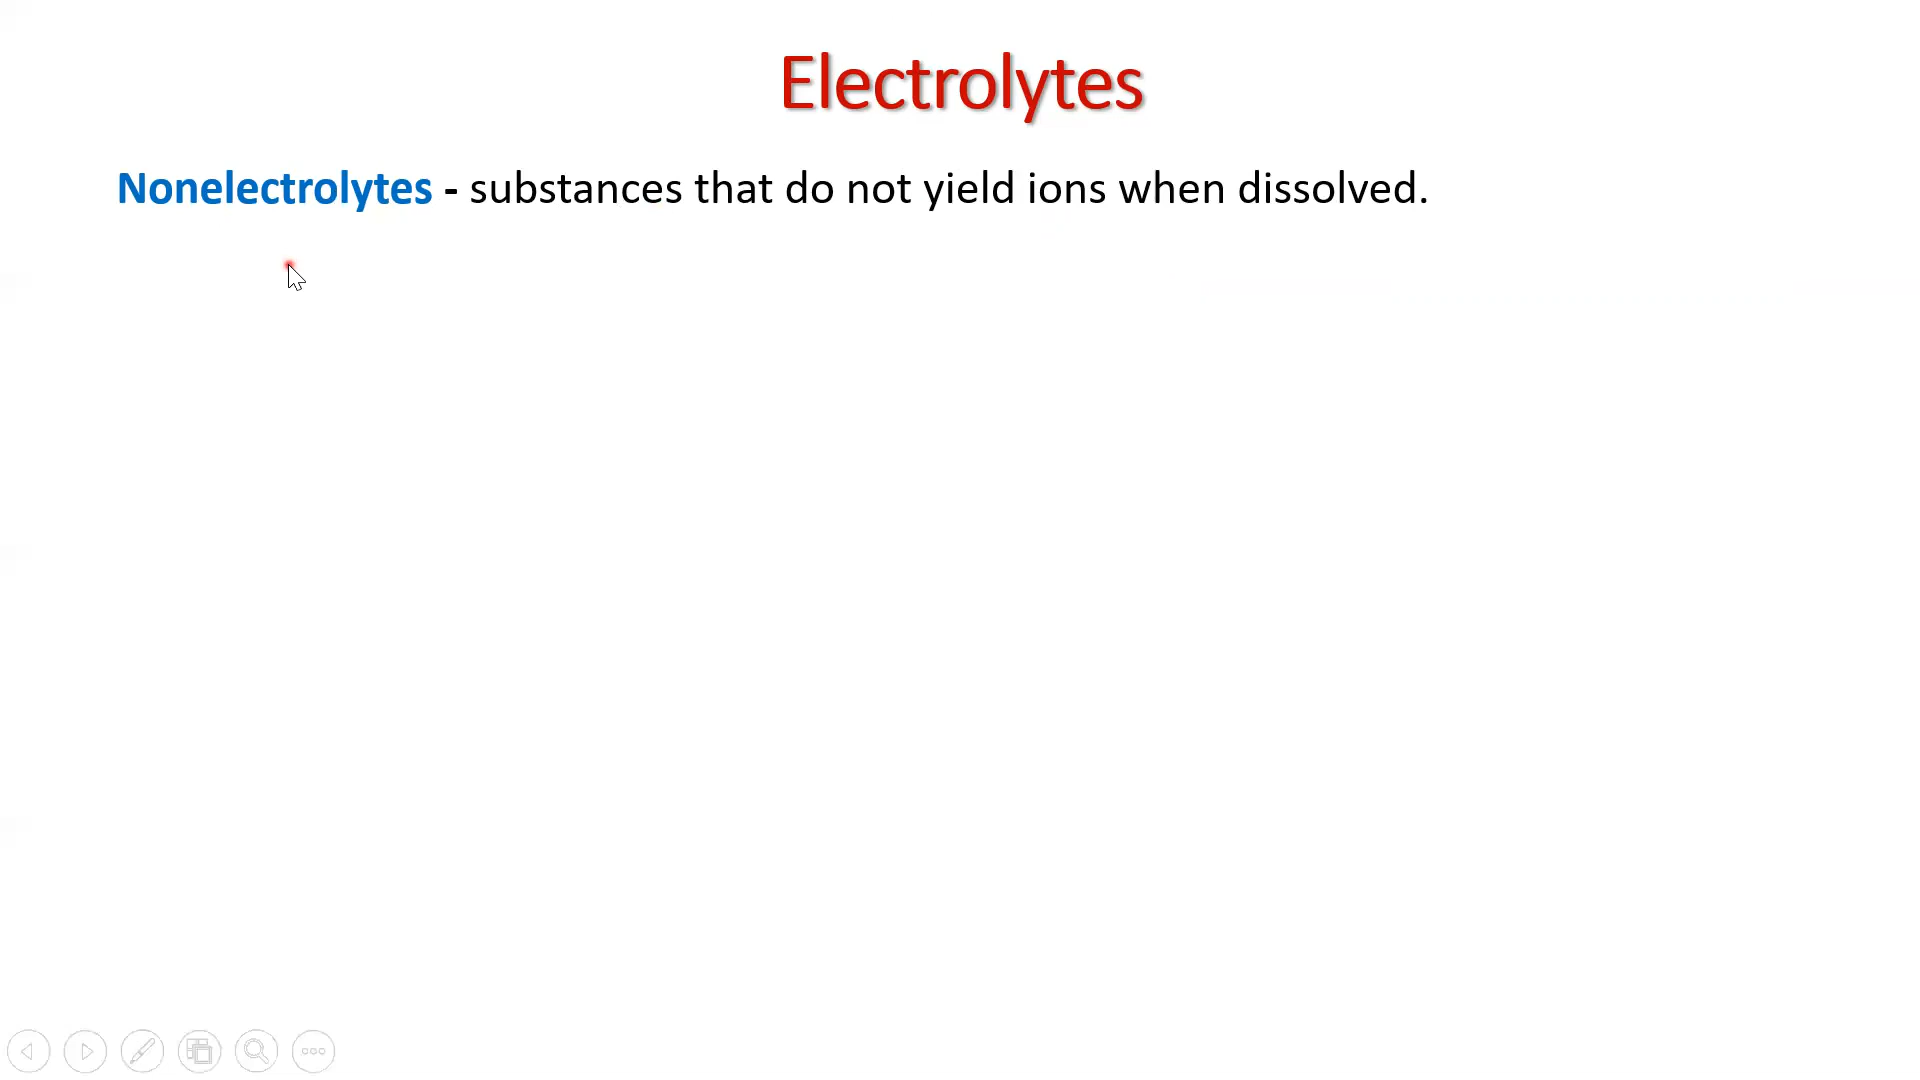 Electrolytes
Nonelectrolytes - substances that do not yield ions when dissolved.